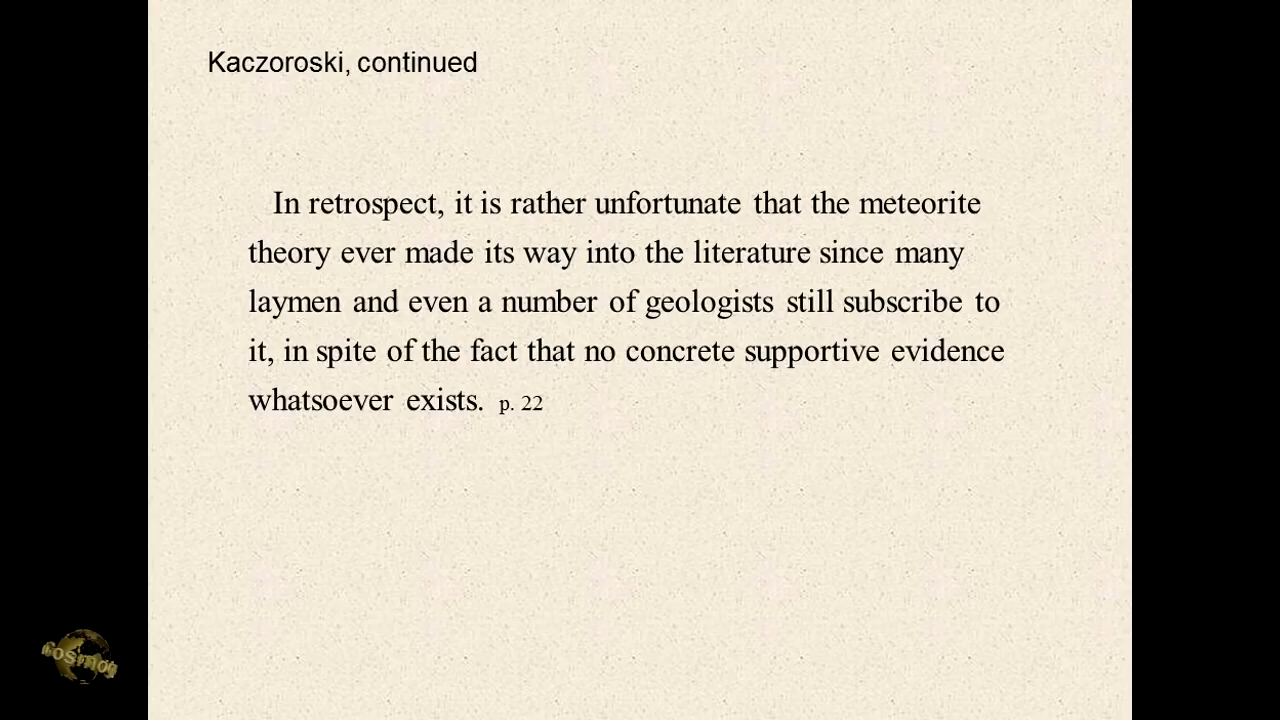 Kaczoroski, continued
In retrospect, it is rather unfortunate that the meteorite
theory ever made its way into the literature since many
laymen and even a number of geologists still subscribe to
it, in spite of the fact that no concrete supportive evidence
whatsoever exists. p. 22